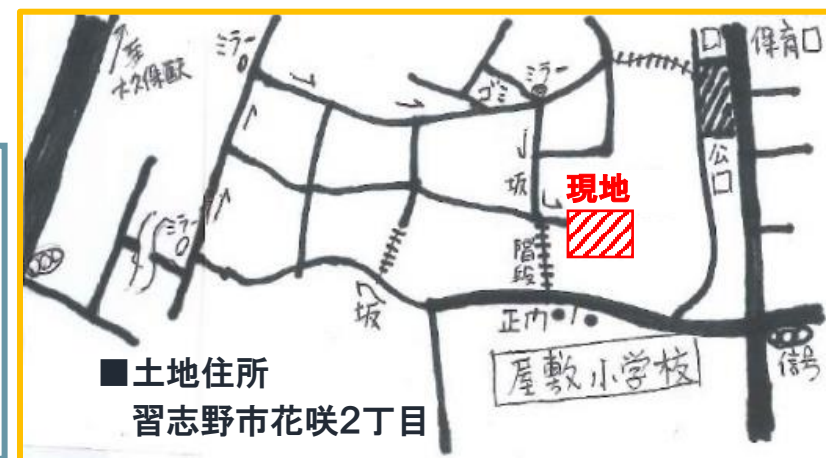 至
大久保駅
ミラー
ミラー
ゴミ
保育口
公口
坂
現地
ミラー
階段
坂
正門
屋敷小学校
信号
■土地住所
習志野市花咲2丁目